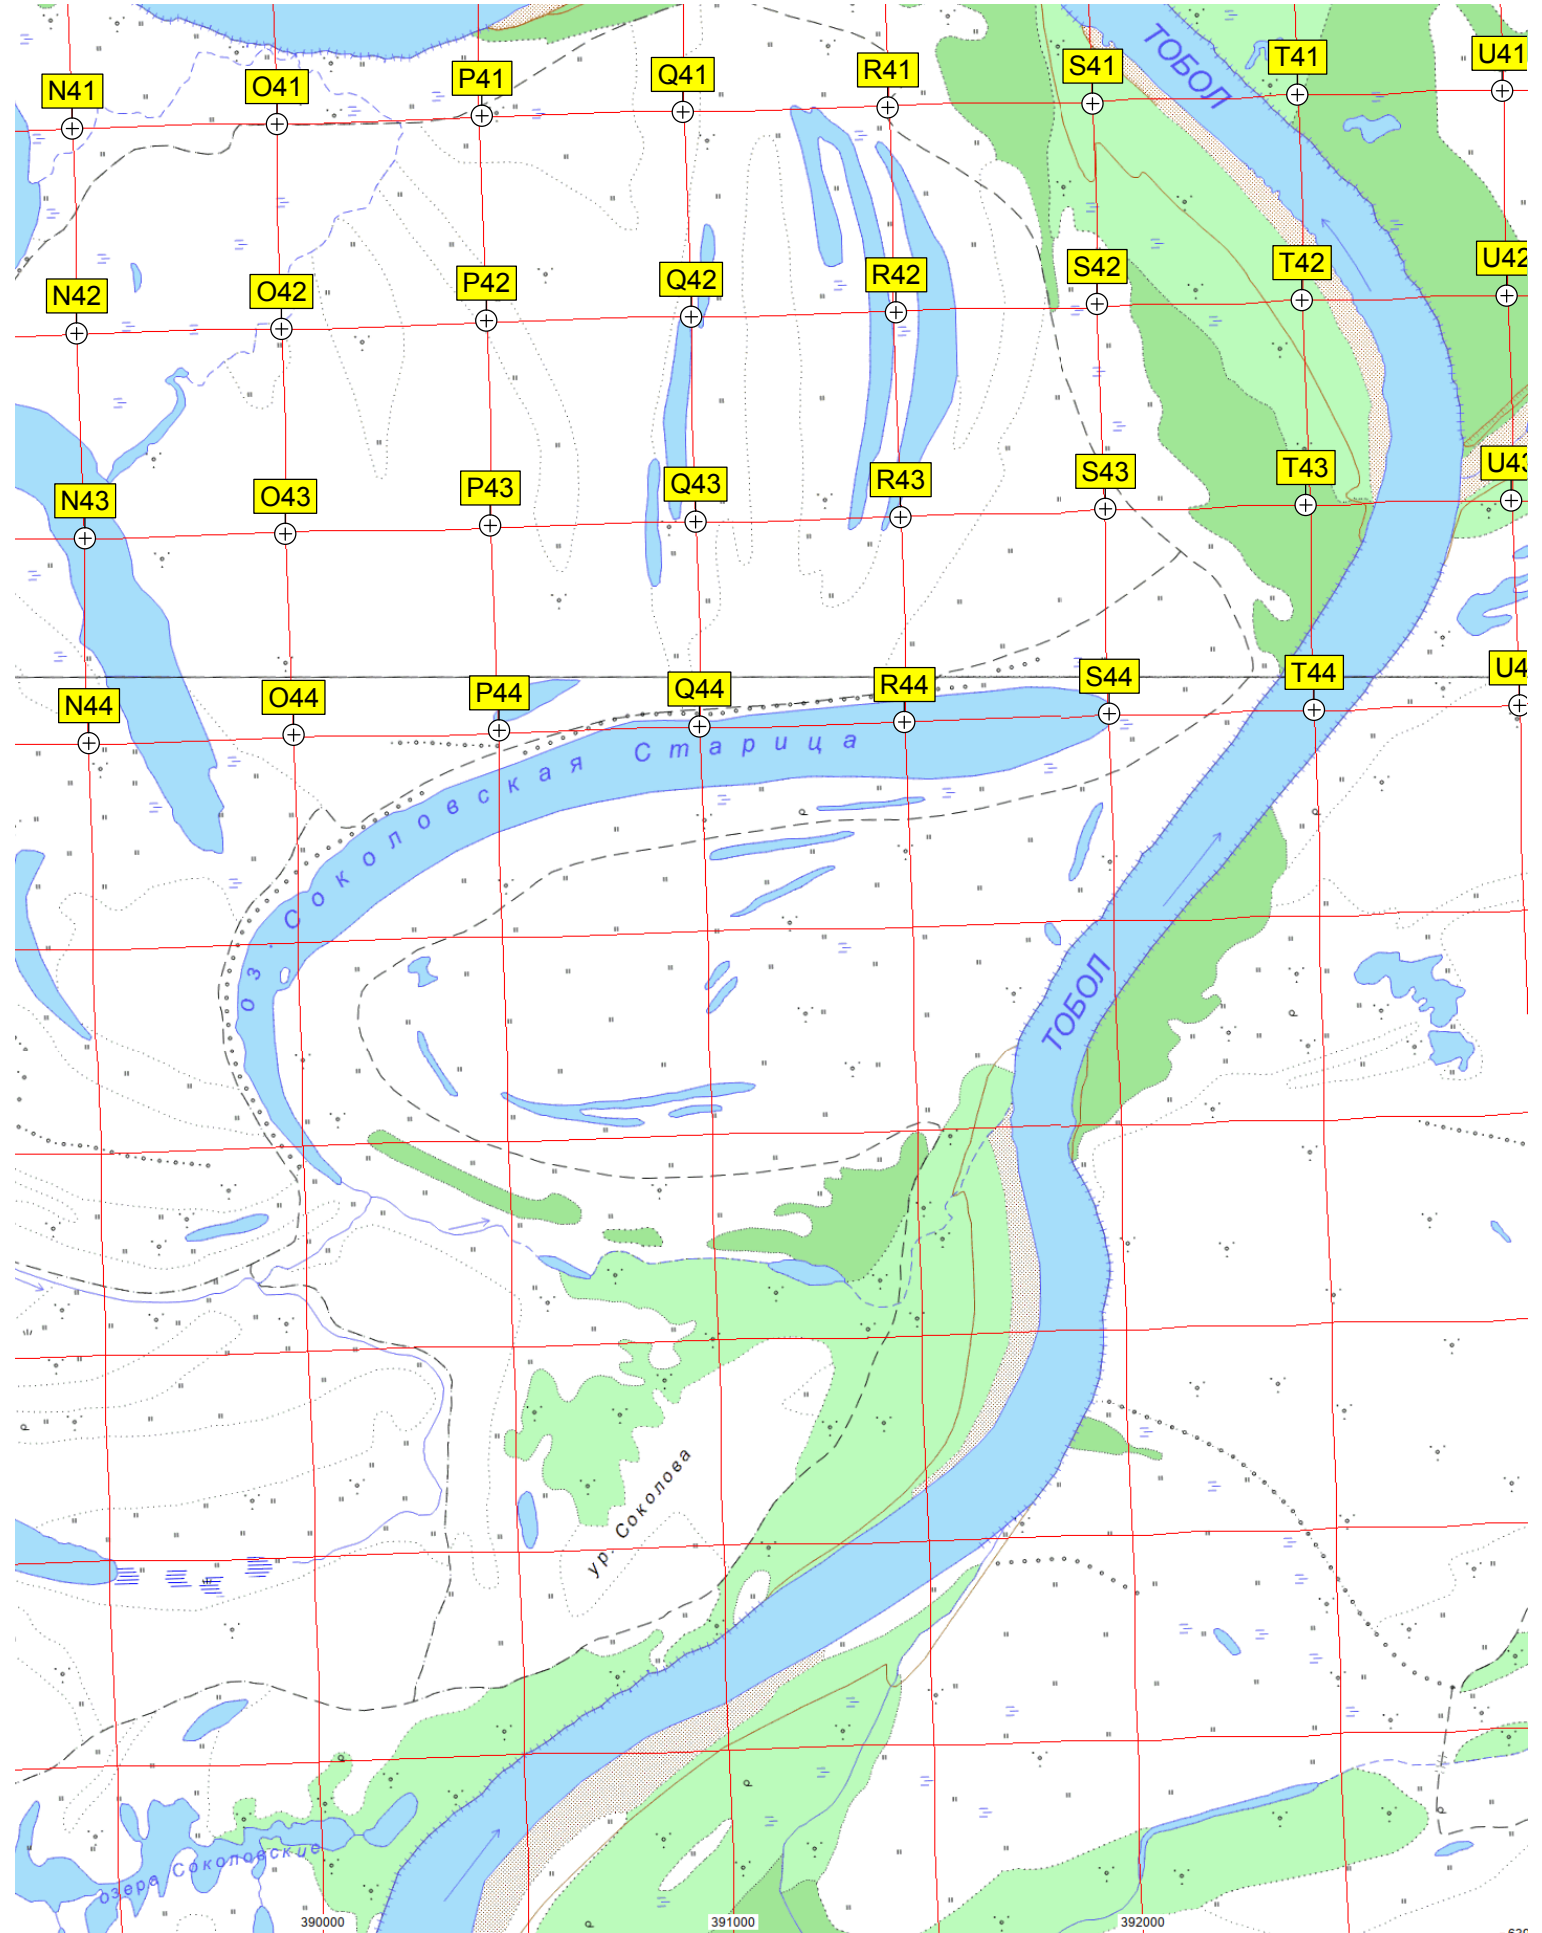 ТОБОЛ
N41 O41 P41 Q41 R41 S41 T41 U41
N42 O42 P42 Q42 R42 S42 T42 U42
N43 O43 P43 Q43 R43 S43 T43 U43
N44 O44 P44 Q44 R44 S44 T44 U4
оз. Соколовская Старица
ТОБОЛ
ур. Соколова
озера Соколовские
390000 391000 392000